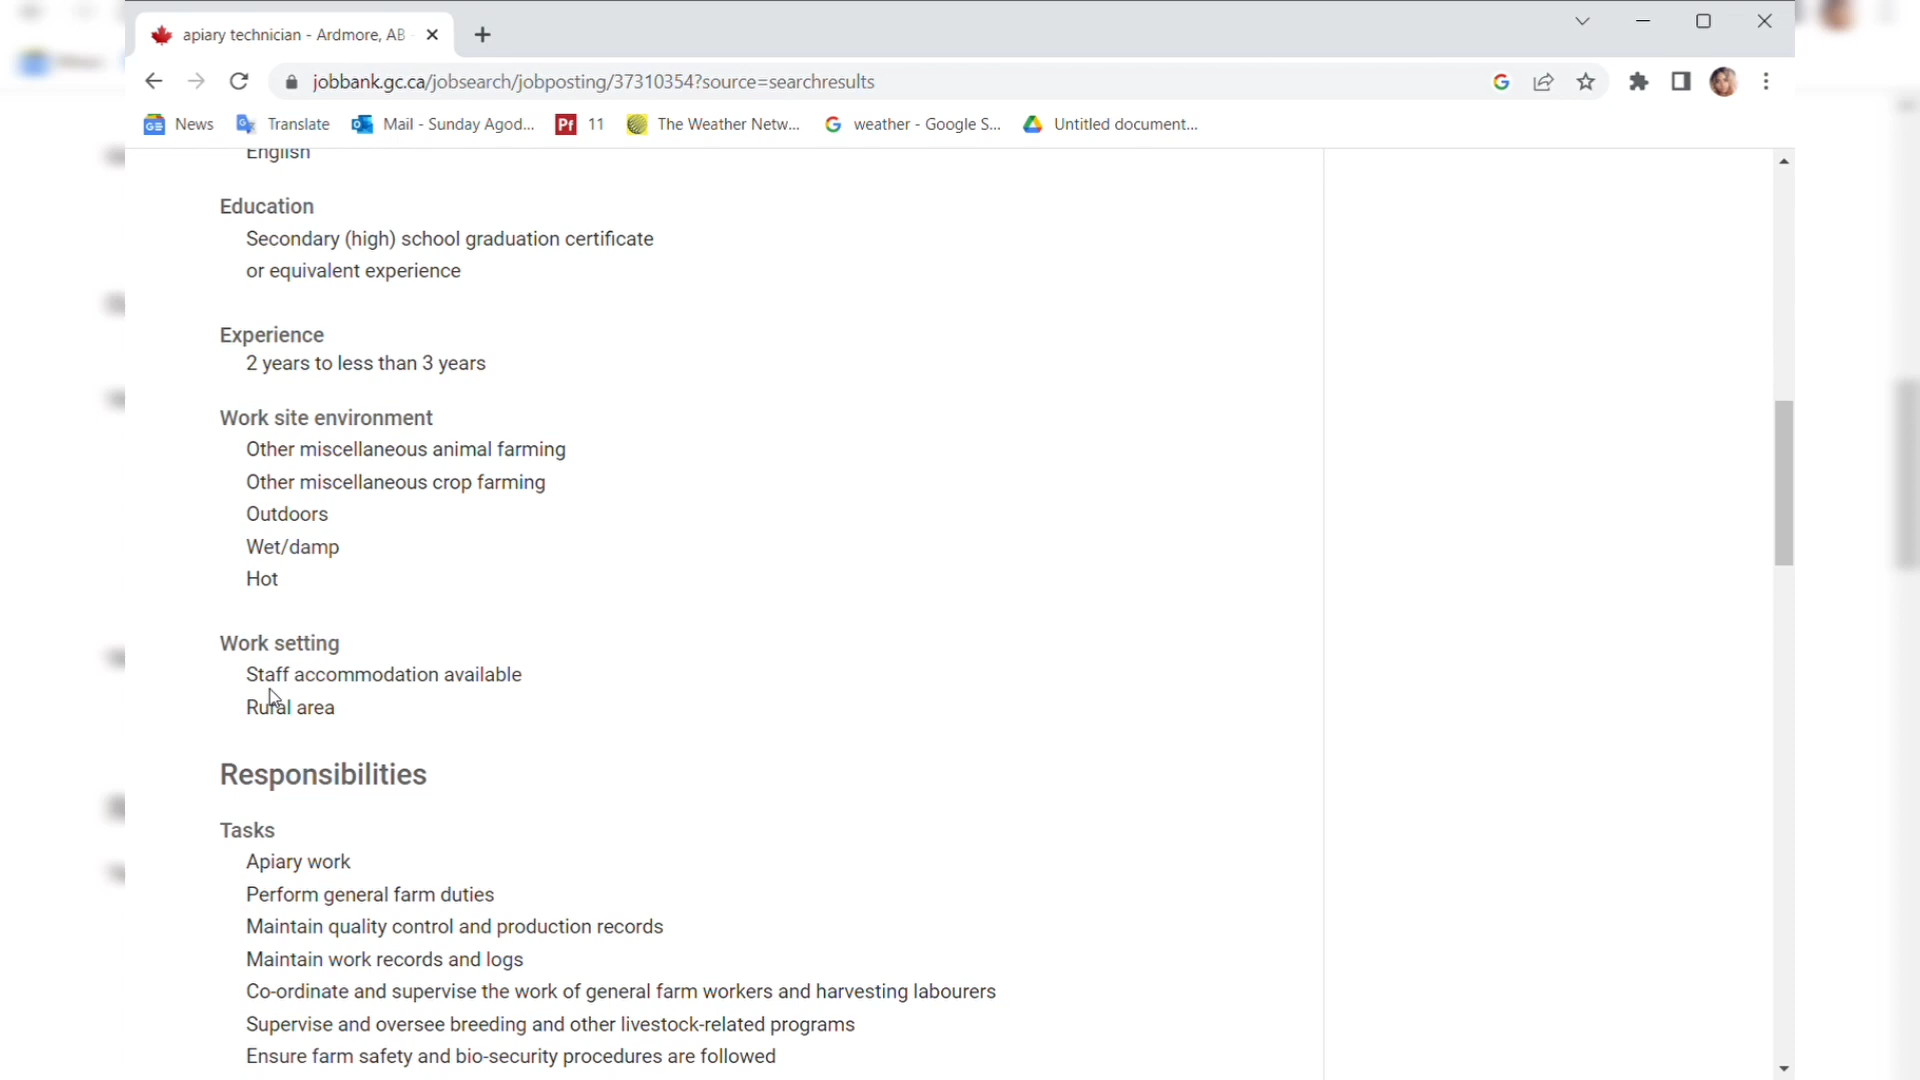 apiary technician - Ardmore, AB
jobbank.gc.ca/jobsearch/jobposting/37310354?source=searchresults
News Translate Mail - Sunday Agod... 11 The Weather Netw... weather - Google S... Untitled document...
English
Education
Secondary (high) school graduation certificate
or equivalent experience
Experience
2 years to less than 3 years
Work site environment
Other miscellaneous animal farming
Other miscellaneous crop farming
Outdoors
Wet/damp
Hot
Work setting
Staff accommodation available
Rural area
Responsibilities
Tasks
Apiary work
Perform general farm duties
Maintain quality control and production records
Maintain work records and logs
Co-ordinate and supervise the work of general farm workers and harvesting labourers
Supervise and oversee breeding and other livestock-related programs
Ensure farm safety and bio-security procedures are followed